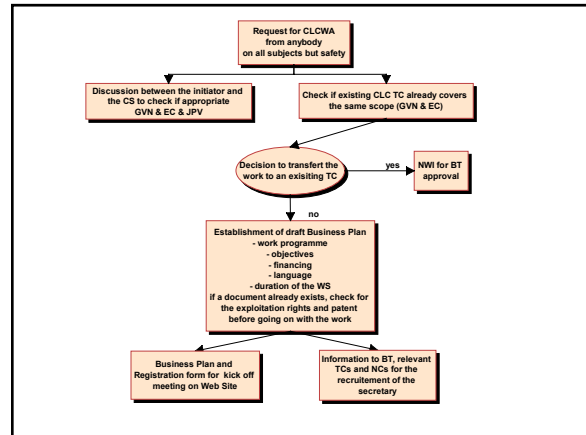 Request for CLCWA
from anybody
on all subjects but safety
Discussion between the initiator and
the CS to check if appropriate
GVN & EC & JPV
Check if existing CLC TC already covers
the same scope (GVN & EC)
Decision to transfert the
work to an exisiting TC
yes
NWI for BT
approval
no
Establishment of draft Business Plan
- work programme
- objectives
- financing
- language
- duration of the WS
if a document already exists, check for
the exploitation rights and patent
before going on with the work
Business Plan and
Registration form for kick off
meeting on Web Site
Information to BT, relevant
TCs and NCs for the
recruitement of the
secretary